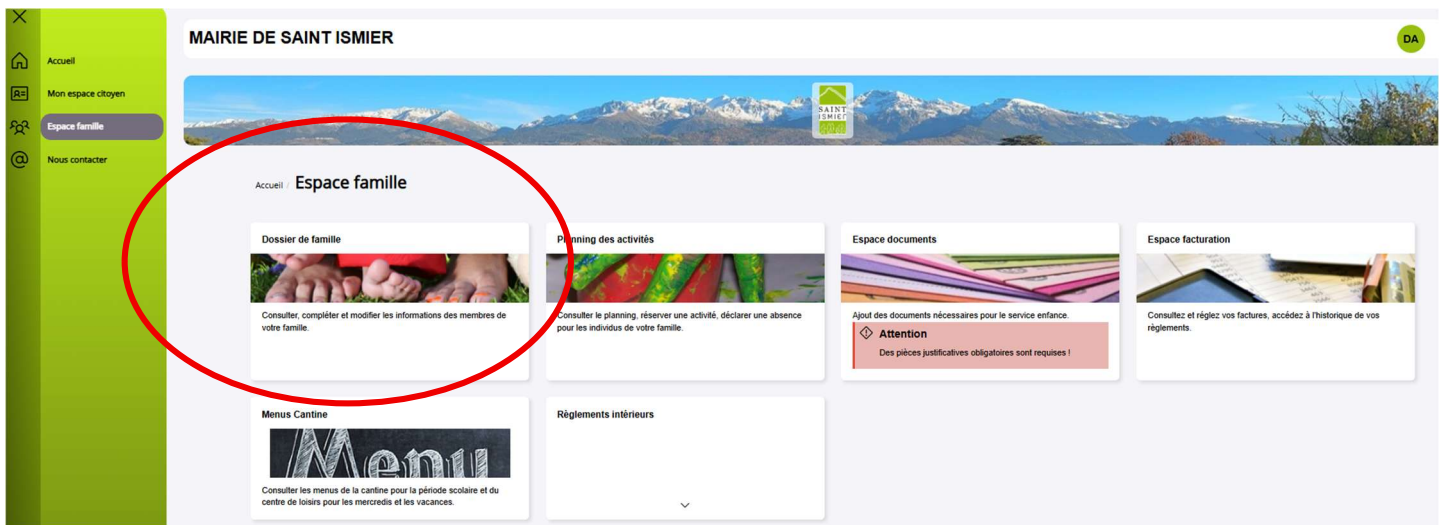 MAIRIE DE SAINT ISMIER
DA
Accueil
Mon espace citoyen
Espace famille
Nous contacter
SAINT
ISMIER
Accueil / Espace famille
Dossier de famille
Consulter, compléter et modifier les informations des membres de
votre famille.
Planning des activités
Consulter le planning, réserver une activité, déclarer une absence
pour les individus de votre famille.
Espace documents
Ajout des documents nécessaires pour le service enfance.
Attention
Des pièces justificatives obligatoires sont requises !
Espace facturation
Consultez et réglez vos factures, accédez à l'historique de vos
règlements.
Menus Cantine
Menu
Consulter les menus de la cantine pour la période scolaire et du
centre de loisirs pour les mercredis et les vacances.
Règlements intérieurs